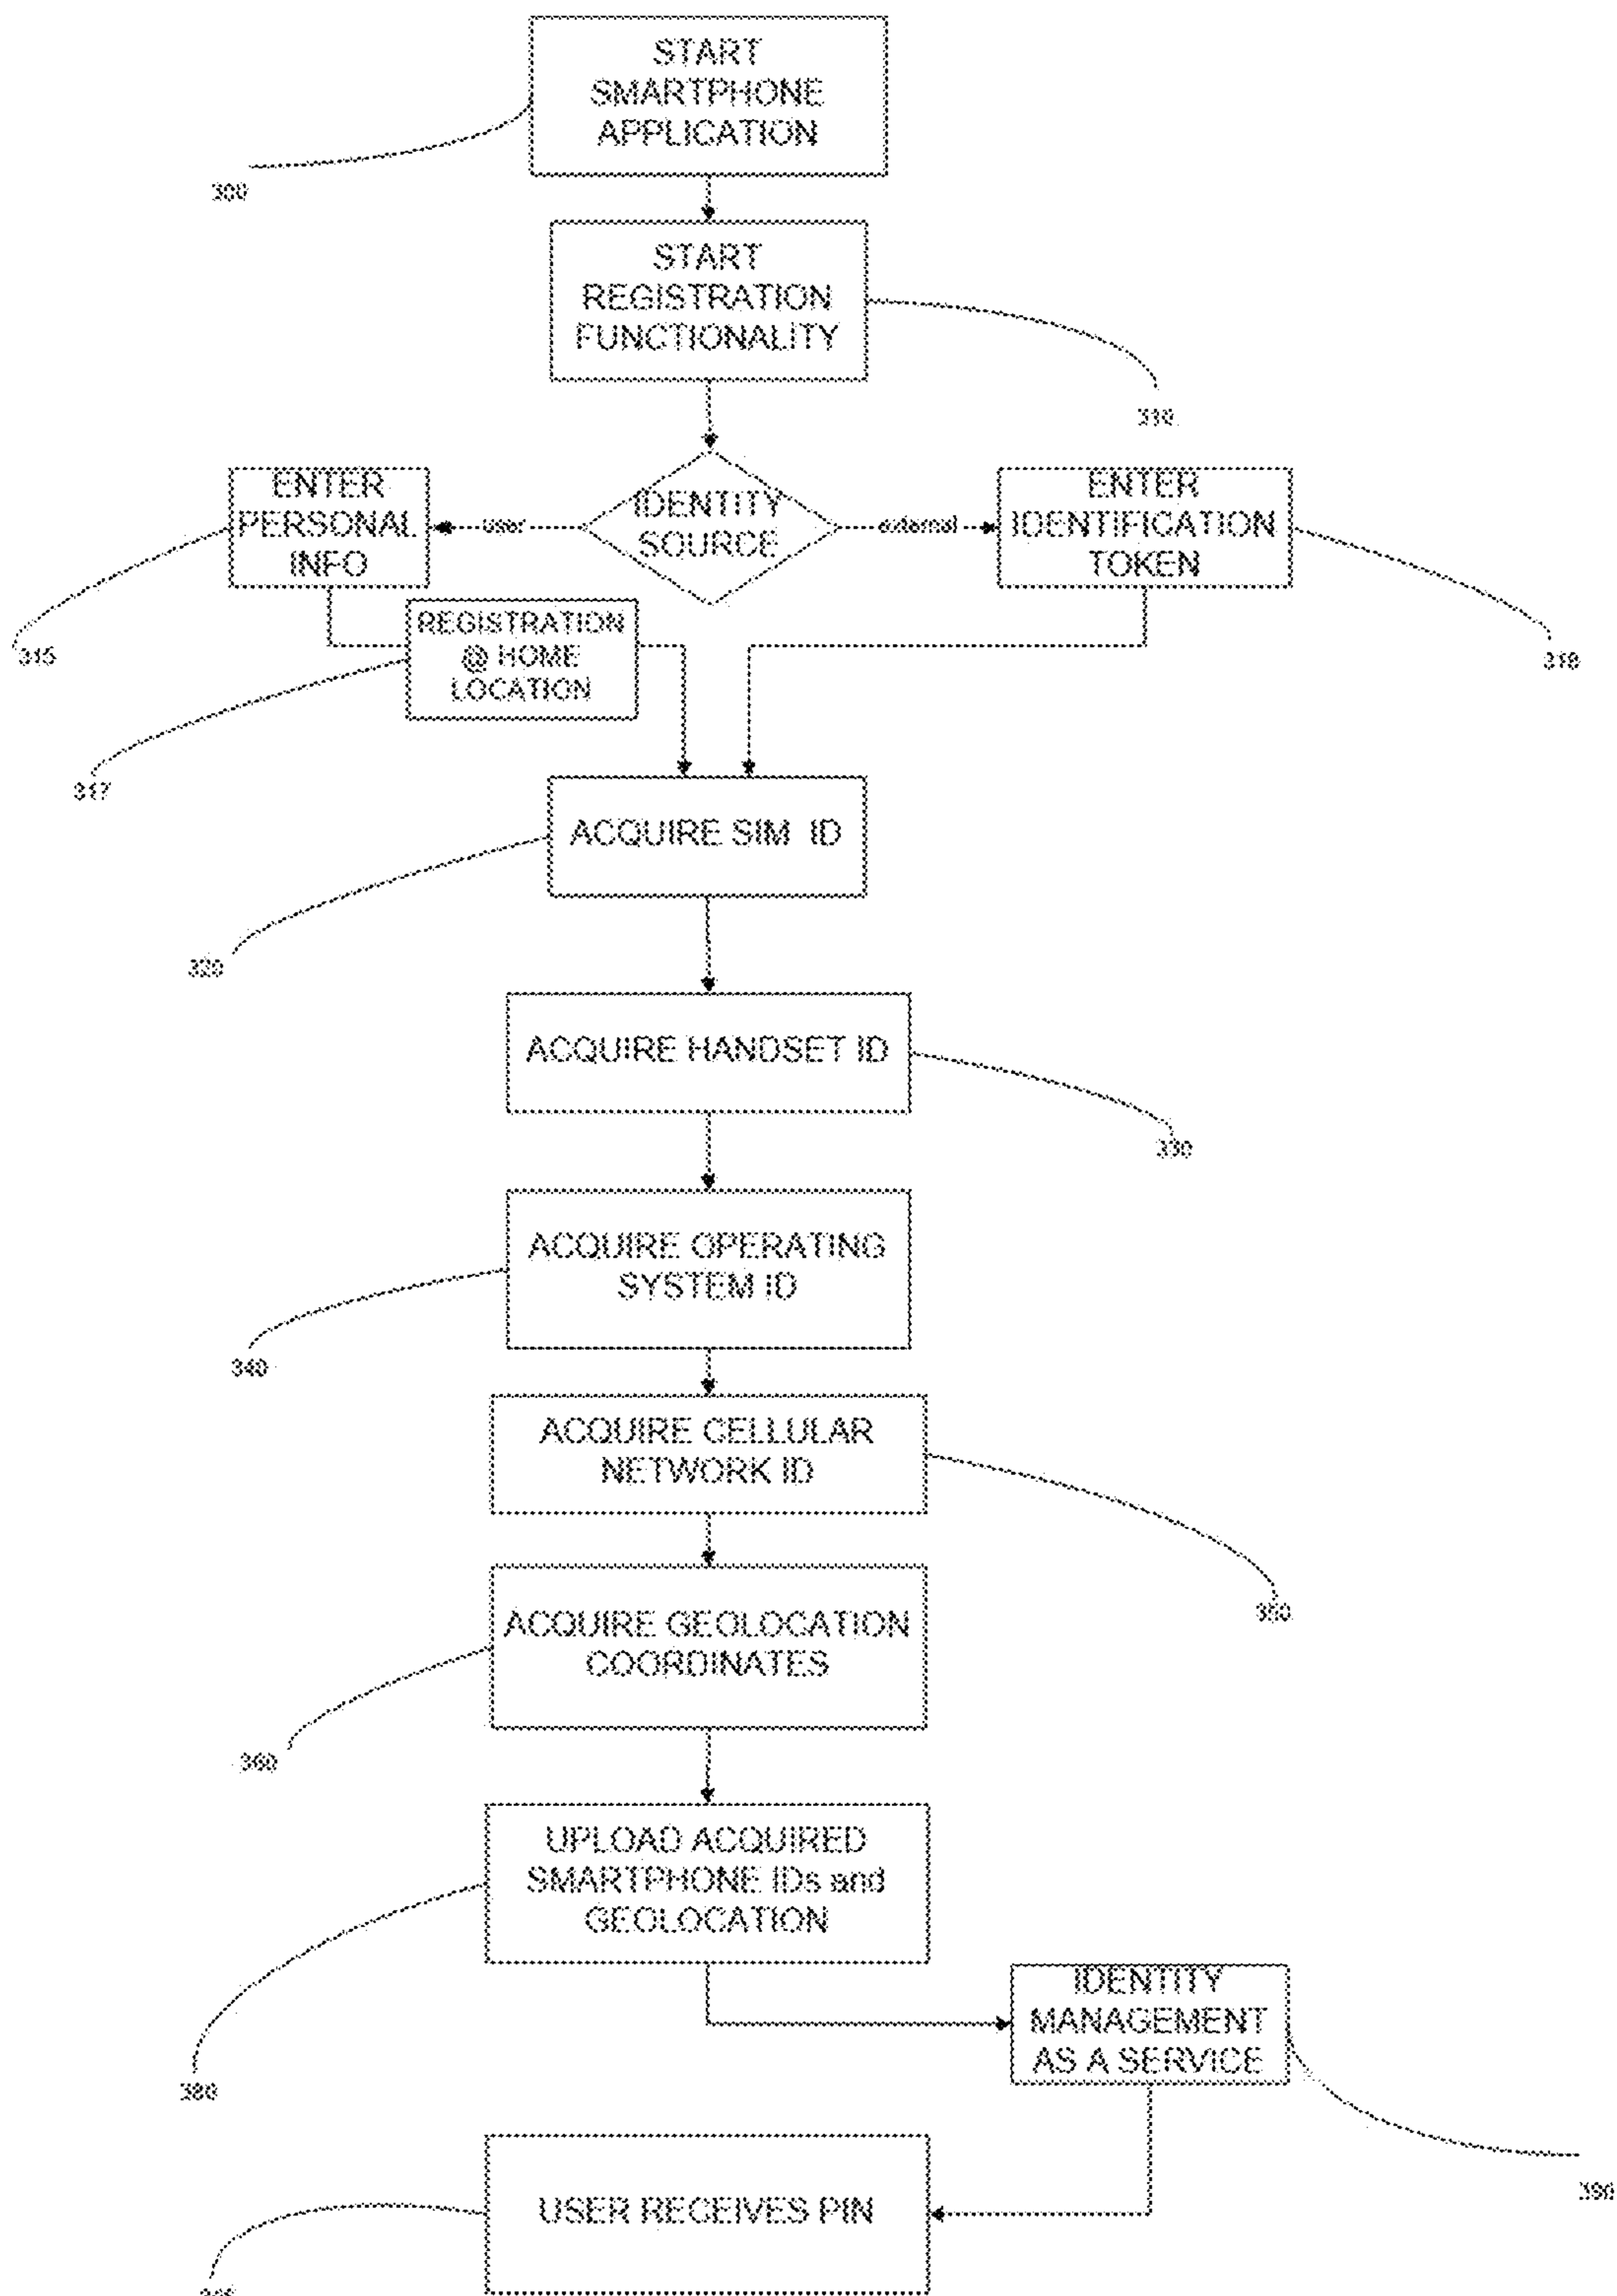 START
SMARTPHONE
APPLICATION
300
START
REGISTRATION
FUNCTIONALITY
310
ENTER
PERSONAL
INFO
user
IDENTITY
SOURCE
external
ENTER
IDENTIFICATION
TOKEN
315
REGISTRATION
@ HOME
LOCATION
317
ACQUIRE SIM ID
320
ACQUIRE HANDSET ID
330
ACQUIRE OPERATING
SYSTEM ID
340
ACQUIRE CELLULAR
NETWORK ID
350
ACQUIRE GEOLOCATION
COORDINATES
360
UPLOAD ACQUIRED
SMARTPHONE IDs and
GEOLOCATION
380
IDENTITY
MANAGEMENT
AS A SERVICE
390
USER RECEIVES PIN